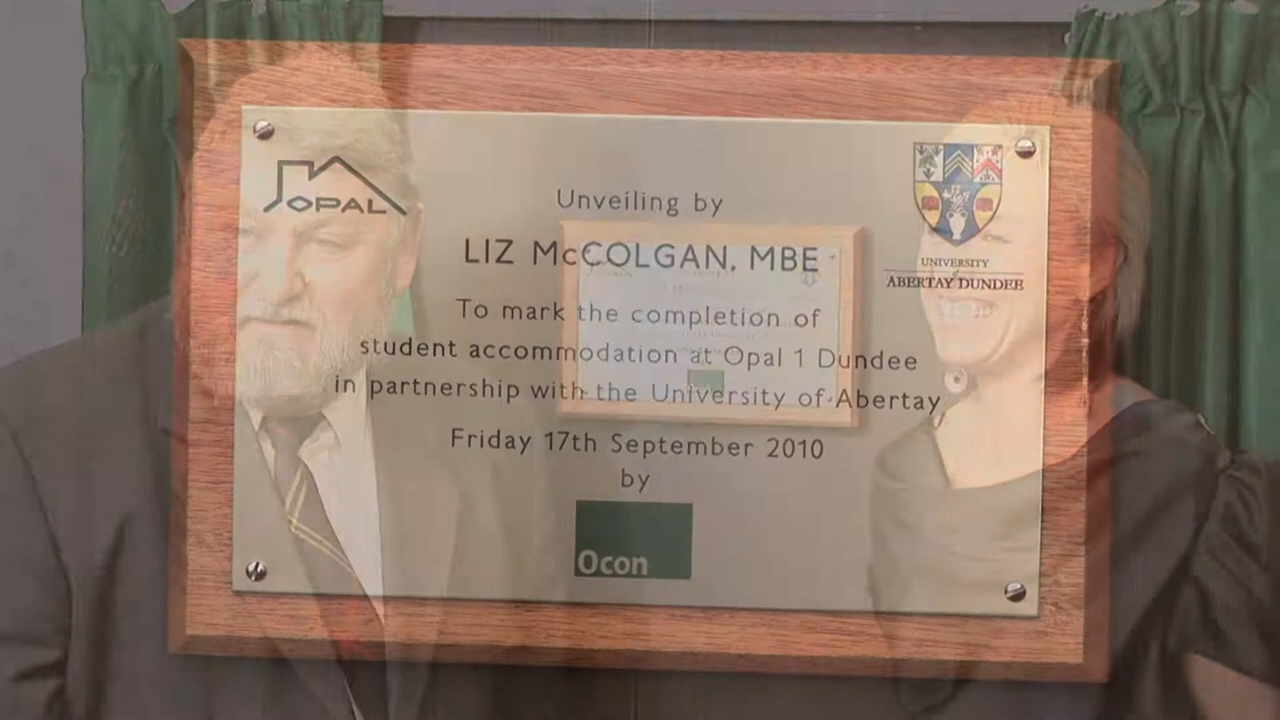 OPAL
Unveiling by
LIZ McCOLGAN, MBE
UNIVERSITY
of
ABERTAY DUNDEE
To mark the completion of
student accommodation at Opal 1 Dundee
in partnership with the University of Abertay
Friday 17th September 2010
by
Ocon